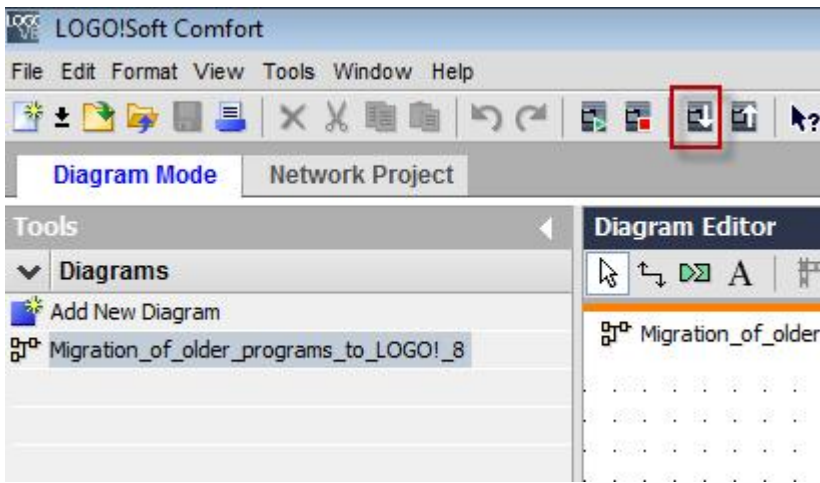 LOGO!Soft Comfort
File Edit Format View Tools Window Help
Diagram Mode Network Project
Tools
Diagram Editor
Diagrams
A
Add New Diagram
Migration_of_older_programs_to_LOGO!_8
Migration_of_older